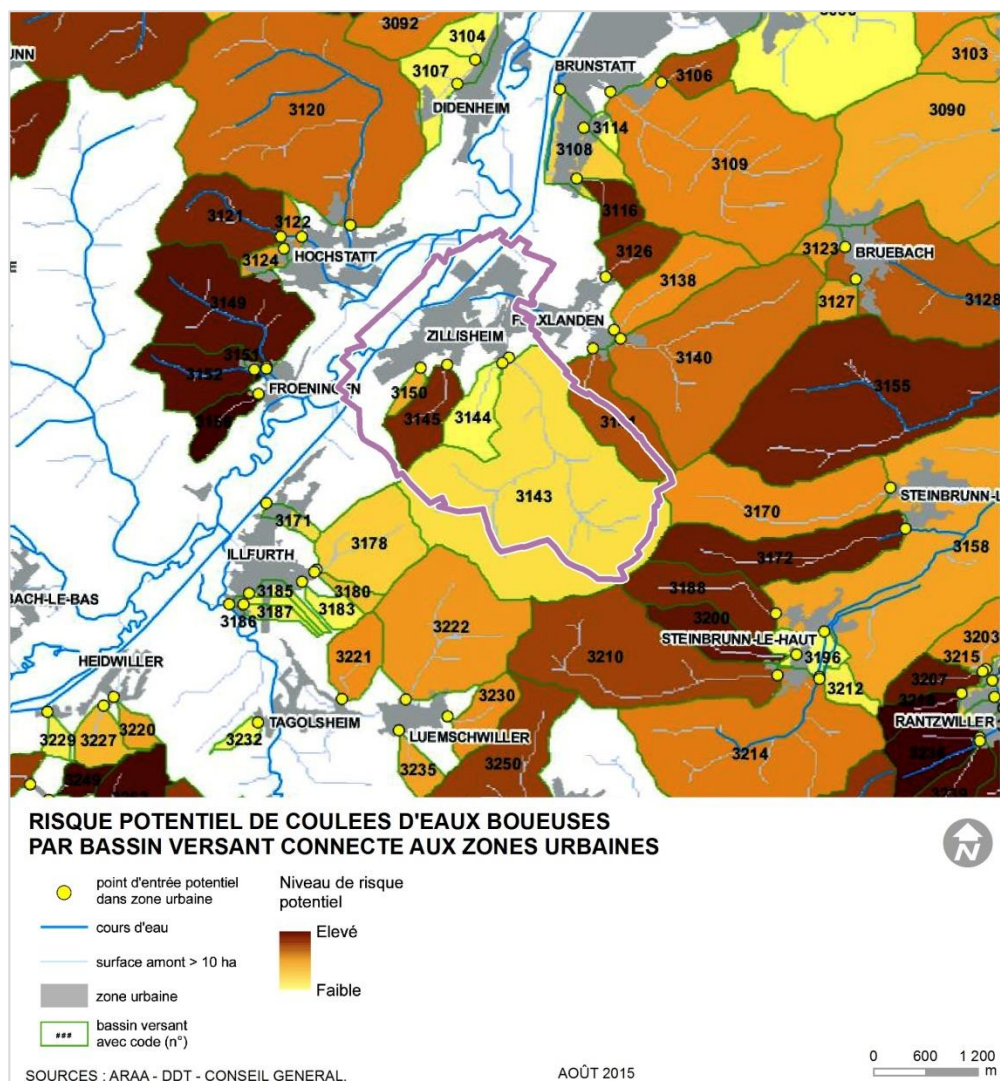 3092
3104
3103
UNN
3107
BRUNSTATT
3106
DIDENHEIM
3120
3114
3090
3108
3109
3121
3122
3116
3124
HOCHSTATT
3126
3123
BRUEBACH
E
3138
3149
3127
3128
ZILLISHEIM
3140
3152
3150
FROENINGEN
3155
3145
3144
3143
3170
STEINBRUNN-L
3171
3178
3158
ILLFURTH
3172
3185
3180
3188
BACH-LE-BAS
3187
3183
3186
3200
3222
STEINBRUNN-LE-HAUT
3203
3196
3215
HEIDWILLER
3221
3210
3207
3212
3230
3229
3227
3220
TAGOLSHEIM
RANTZWILLER
3232
LUEMSCHWILLER
3214
3235
3250
3249
RISQUE POTENTIEL DE COULEES D'EAUX BOUEUSES
PAR BASSIN VERSANT CONNECTE AUX ZONES URBAINES
N
point d'entrée potentiel
dans zone urbaine
cours d'eau
surface amont > 10 ha
zone urbaine
###
bassin versant
avec code (n°)
Niveau de risque
potentiel
Elevé
Faible
SOURCES : ARAA - DDT - CONSEIL GENERAL.
AOÛT 2015
0 600 1 200
m